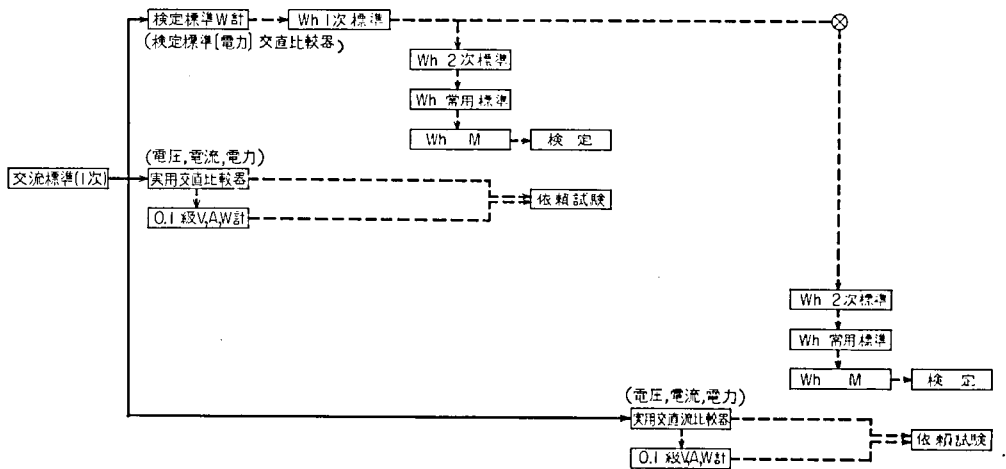 検定標準W計
Wh 1次標準
(検定標準[電力]交直比較器)
Wh 2次標準
Wh 常用標準
Wh M
検定
(電圧,電流,電力)
交流標準(1次)
実用交直比較器
依頼試験
0.1級V,A,W計
Wh 2次標準
Wh 常用標準
Wh M
検定
(電圧,電流,電力)
実用交直流比較器
依頼試験
0.1級V,A,W計